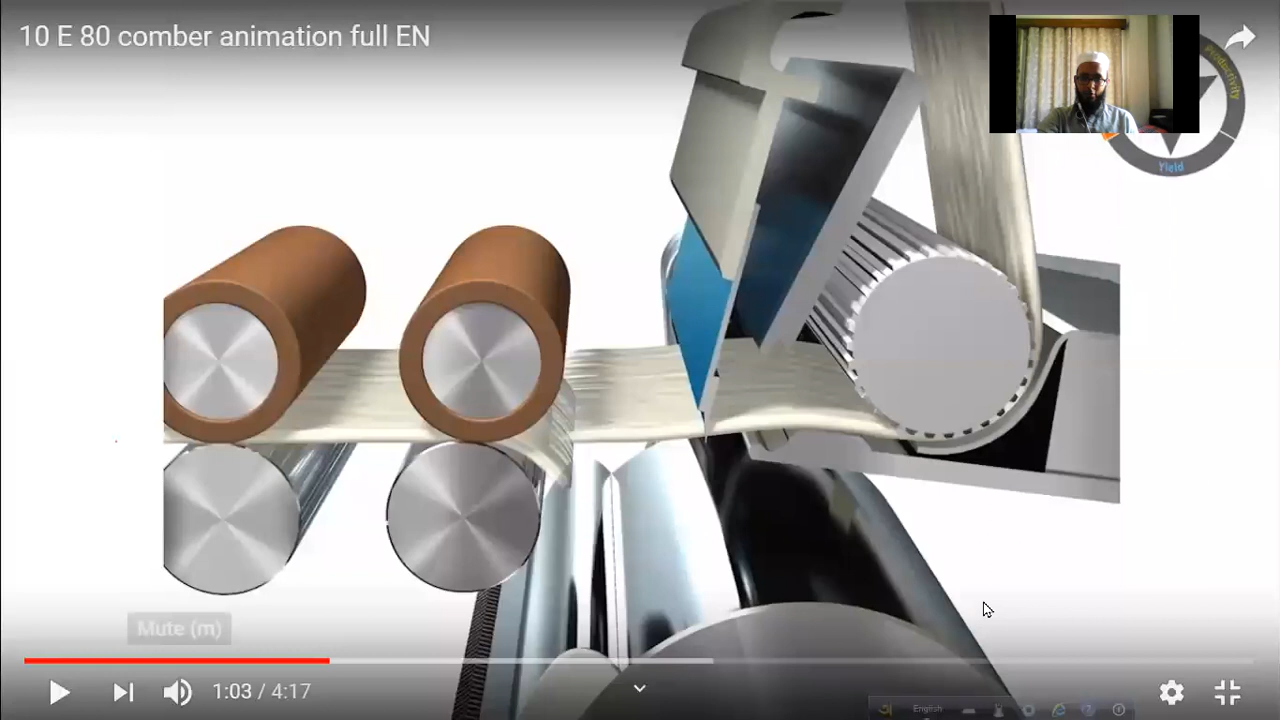 10 E 80 comber animation full EN
Productivity
Yield
Mute (m)
1:03 / 4:17
English